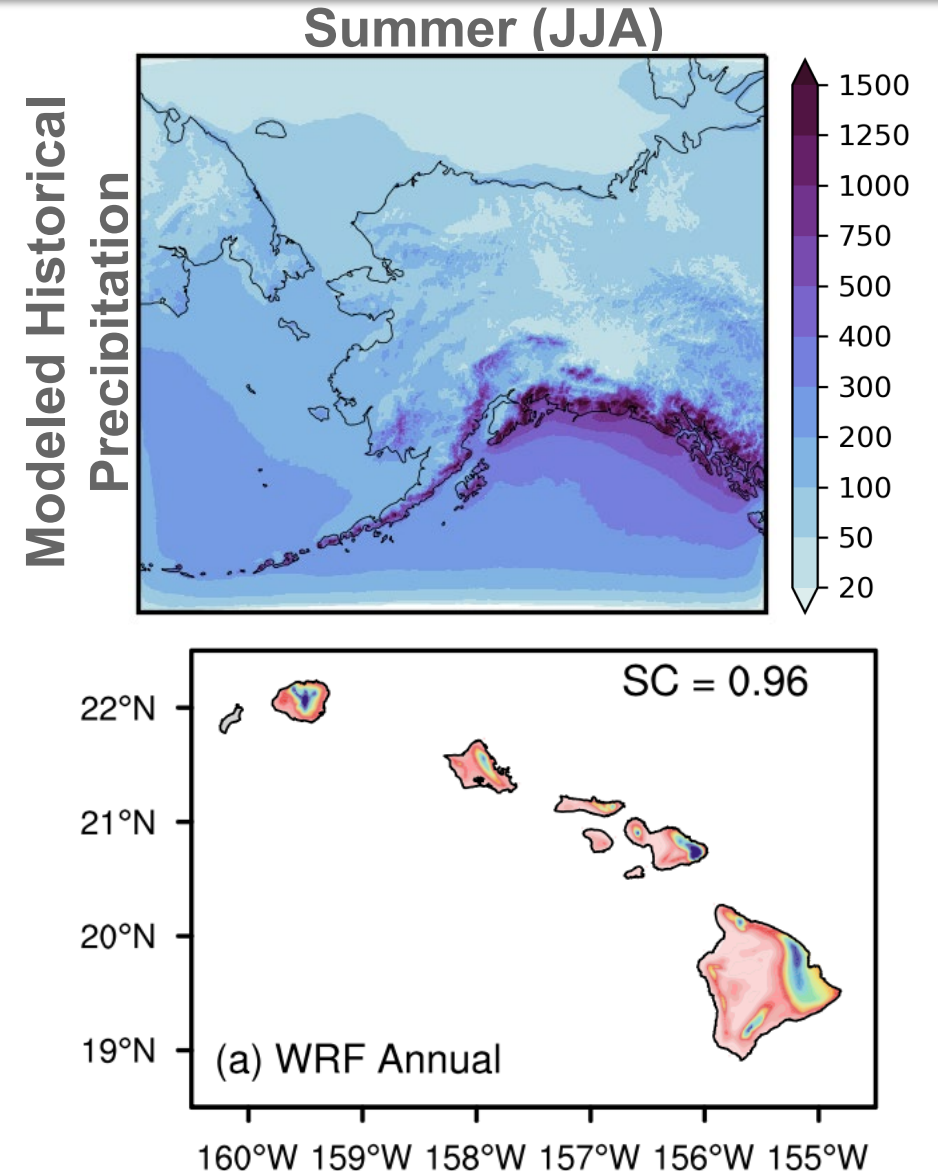 Summer (JJA)
Modeled Historical
Precipitation
1500
1250
1000
750
500
400
300
200
100
50
20
SC = 0.96
22°N
21°N
20°N
19°N
(a) WRF Annual
160°W 159°W 158°W 157°W 156°W 155°W